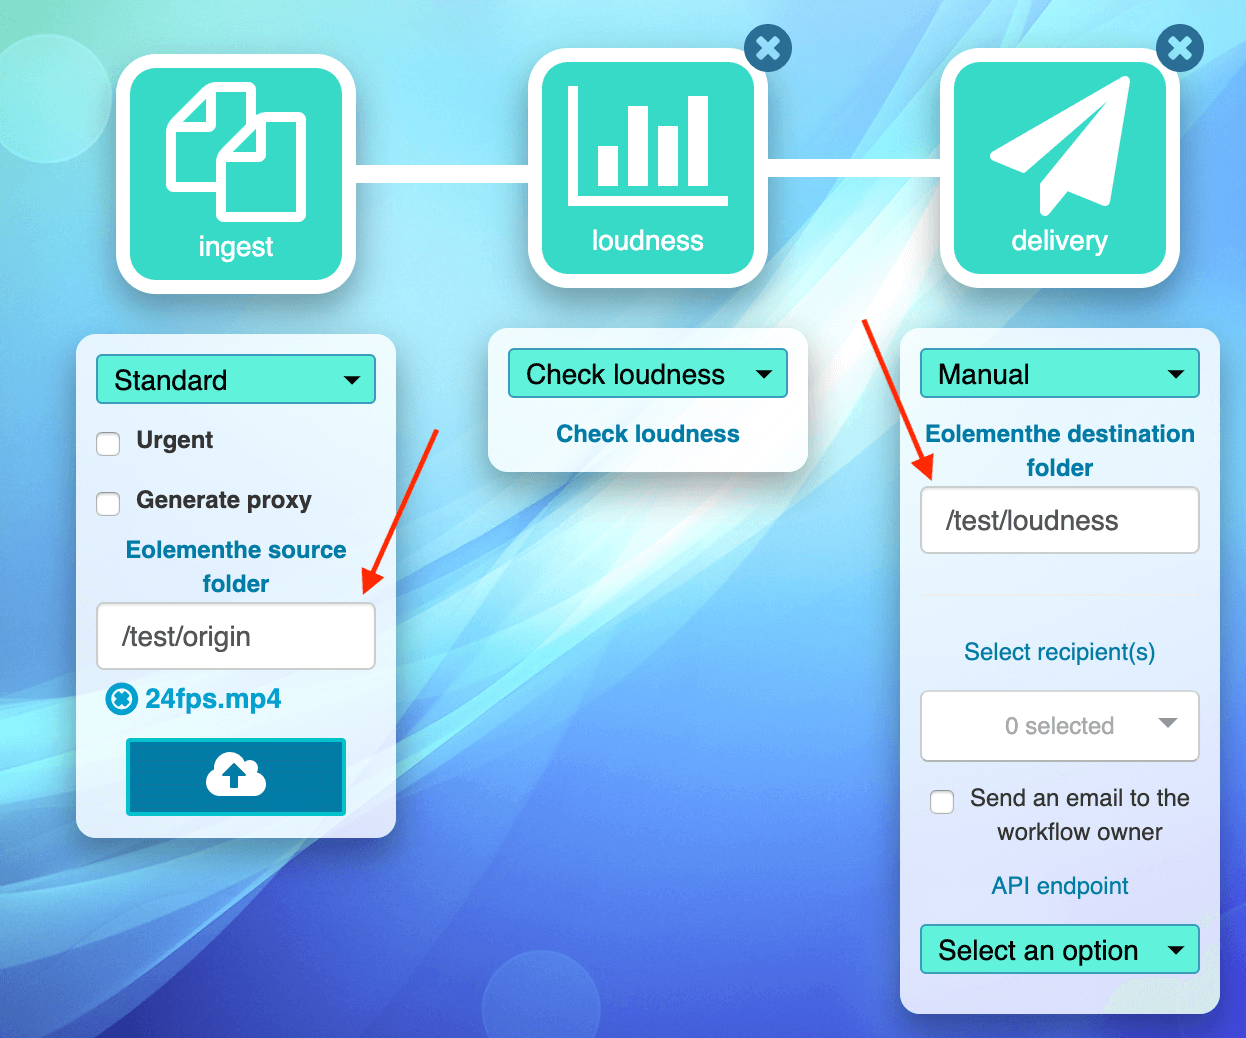 ingest
loudness
delivery
Standard
Urgent
Generate proxy
Eolementhe source
folder
/test/origin
24fps.mp4
Check loudness
Check loudness
Manual
Eolementhe destination
folder
/test/loudness
Select recipient(s)
0 selected
Send an email to the
workflow owner
API endpoint
Select an option